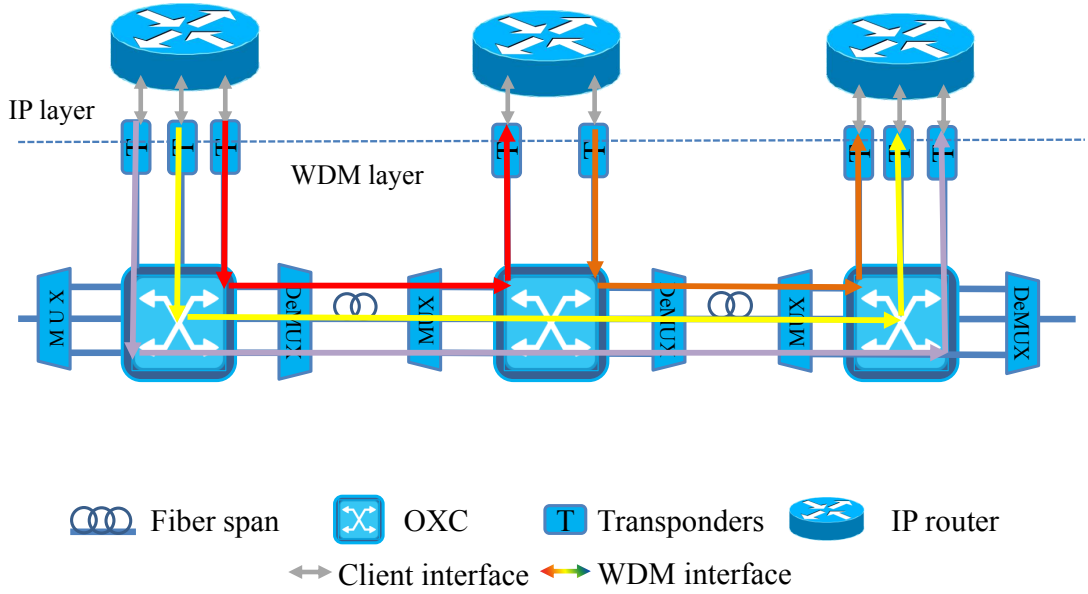 IP layer
T T T T T T T T
WDM layer
MUX DeMUX MUX DeMUX MUX DeMUX
Fiber span OXC T Transponders IP router
Client interface WDM interface